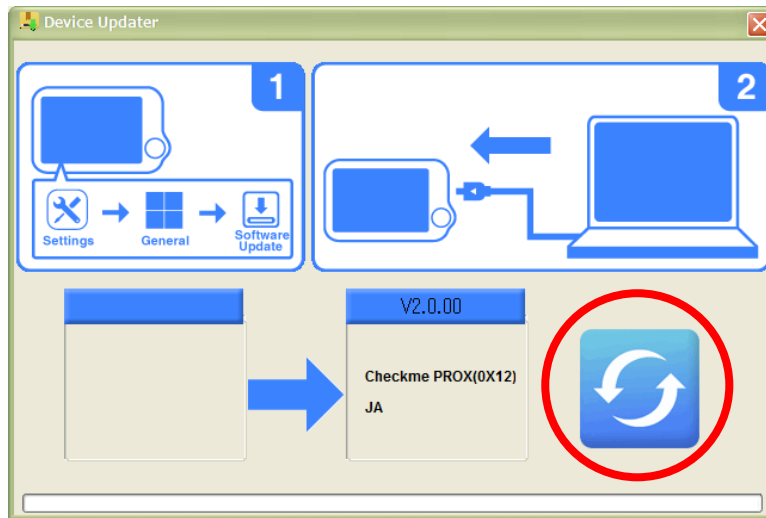 Device Updater
1
2
Settings
General
Software
Update
V2.0.00
Checkme PROX(0X12)
JA